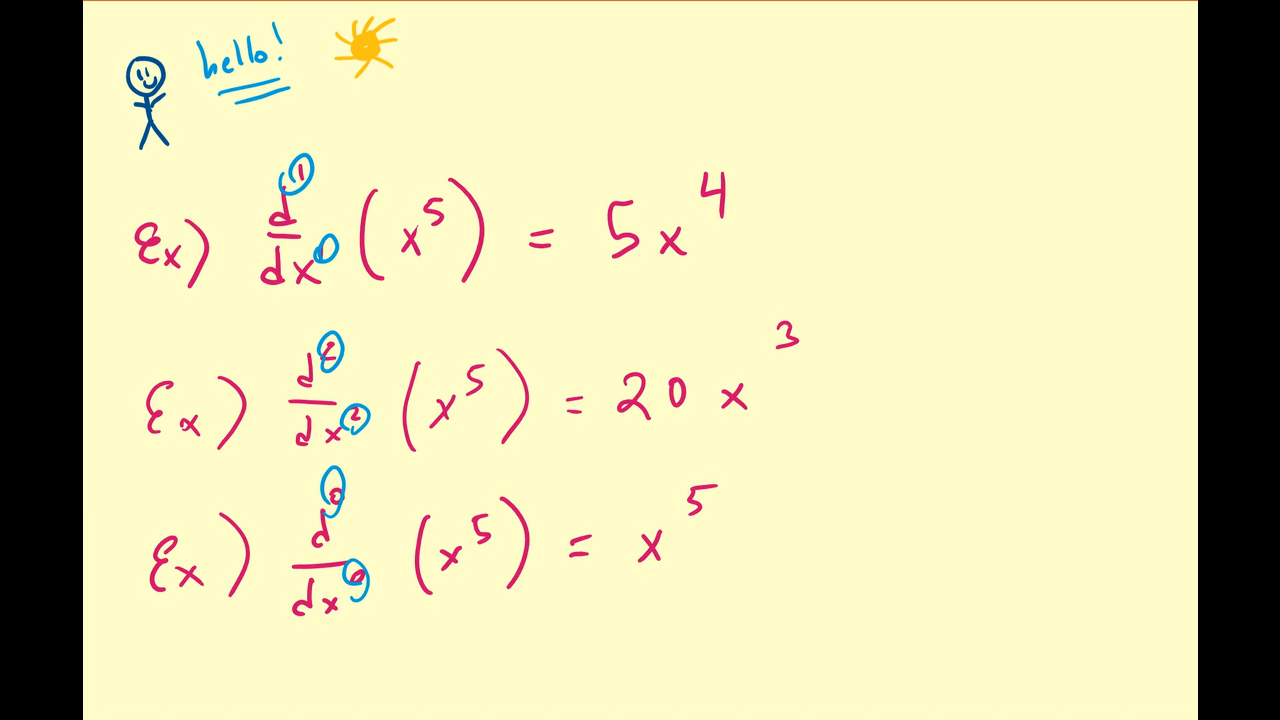 hello!
Ex) d¹/dx¹ (x⁵) = 5x⁴
Ex) d²/dx² (x⁵) = 20x³
Ex) d⁰/dx⁰ (x⁵) = x⁵